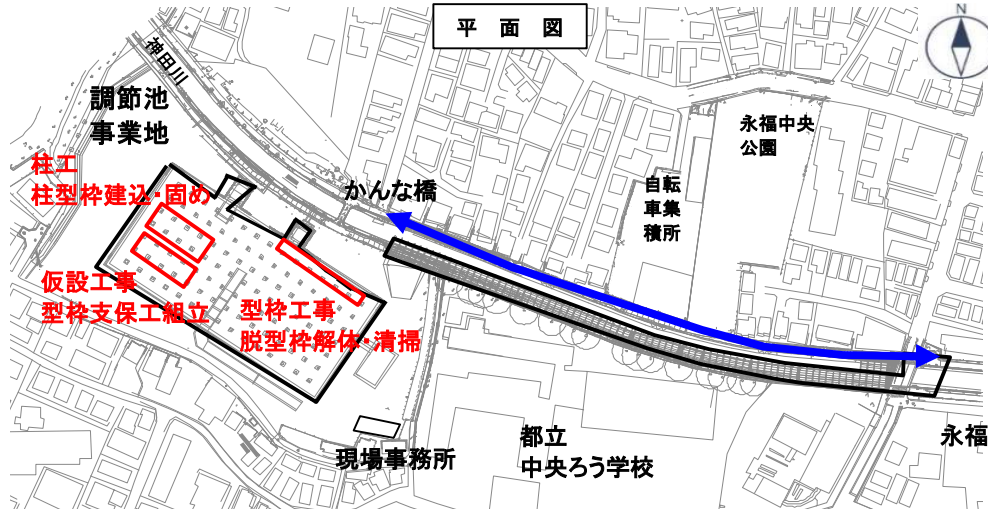 平面図
N
神田川
調節池
事業地
柱工
柱型枠建込・固め
かんな橋
永福中央
公園
自転
車集
積所
仮設工事
型枠支保工組立
型枠工事
脱型枠解体・清掃
現場事務所
都立
中央ろう学校
永福